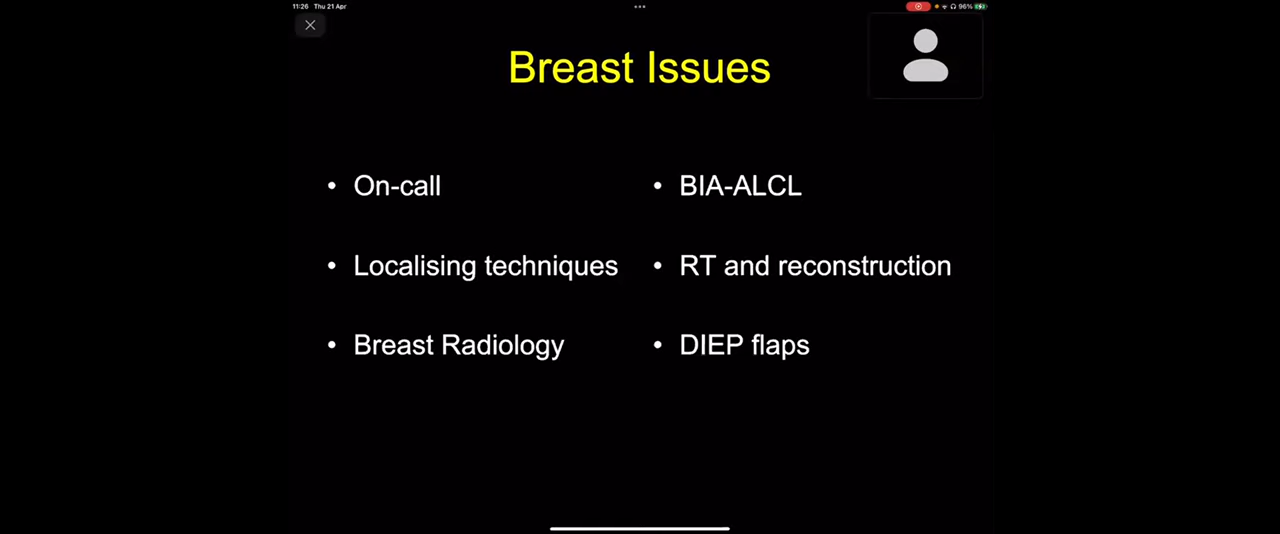 11:26 Thu 21 Apr
96%
Breast Issues
• On-call
• Localising techniques
• Breast Radiology
• BIA-ALCL
• RT and reconstruction
• DIEP flaps